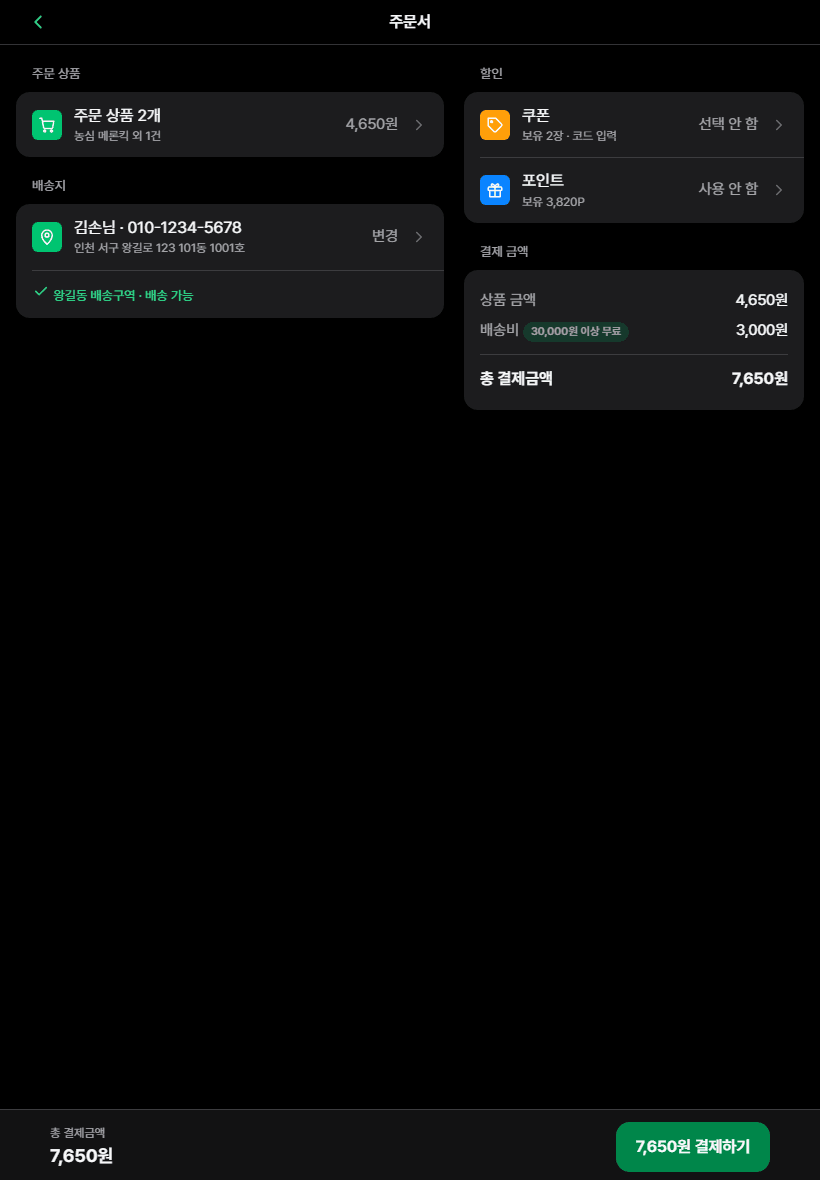 주문서
주문 상품
주문 상품 2개
농심 메론킥 외 1건
4,650원
배송지
김손님 · 010-1234-5678
인천 서구 왕길로 123 101동 1001호
변경
왕길동 배송구역 · 배송 가능
할인
쿠폰
보유 2장 · 코드 입력
선택 안 함
포인트
보유 3,820P
사용 안 함
결제 금액
상품 금액 4,650원
배송비 30,000원 이상 무료 3,000원
총 결제금액 7,650원
총 결제금액
7,650원
7,650원 결제하기